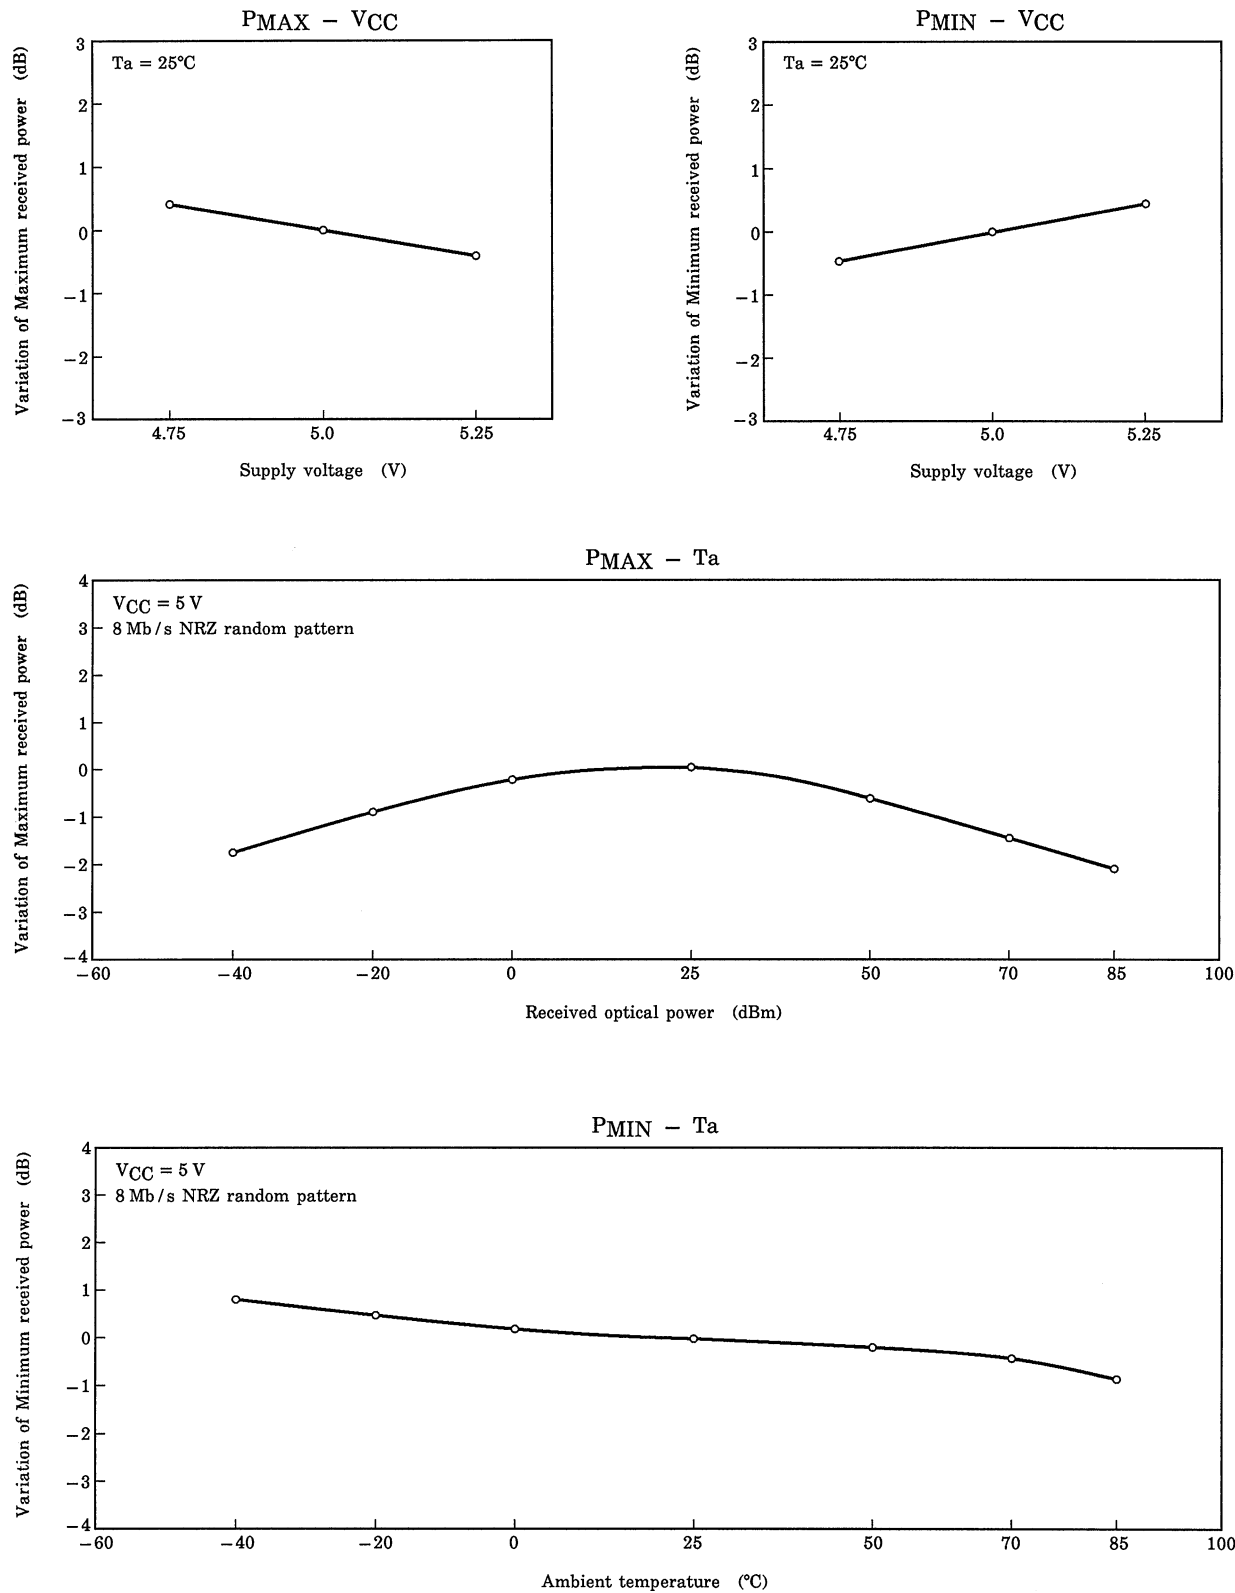 PMAX − VCC
Variation of Maximum received power (dB)
Ta = 25℃
3
2
1
0
−1
−2
−3
4.75 5.0 5.25
Supply voltage (V)
PMIN − VCC
Variation of Minimum received power (dB)
Ta = 25℃
3
2
1
0
−1
−2
−3
4.75 5.0 5.25
Supply voltage (V)
PMAX − Ta
Variation of Maximum received power (dB)
VCC = 5 V
8 Mb/s NRZ random pattern
4
3
2
1
0
−1
−2
−3
−4
−60 −40 −20 0 25 50 70 85 100
Received optical power (dBm)
PMIN − Ta
Variation of Minimum received power (dB)
VCC = 5 V
8 Mb/s NRZ random pattern
4
3
2
1
0
−1
−2
−3
−4
−60 −40 −20 0 25 50 70 85 100
Ambient temperature (℃)